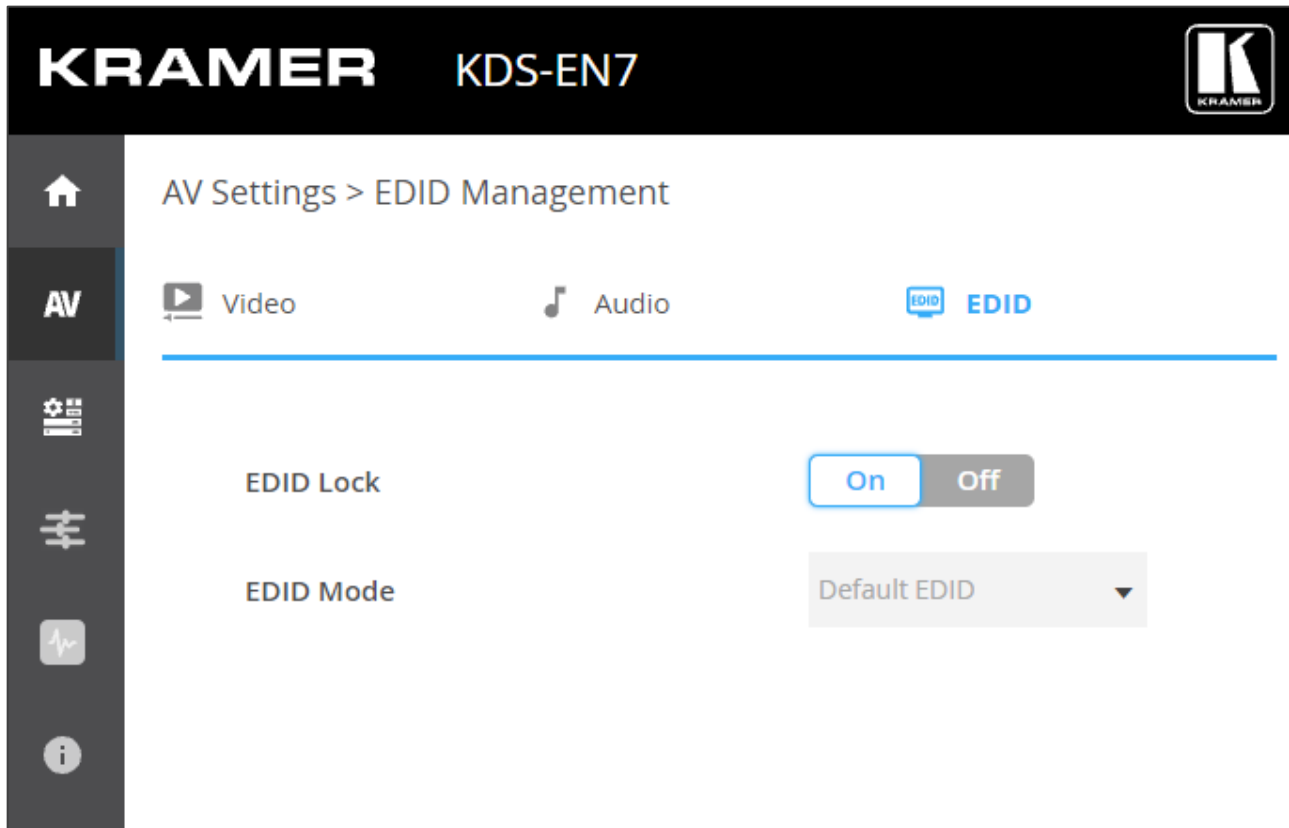 KRAMER KDS-EN7
KRAMER
AV Settings > EDID Management
AV
Video
Audio
EDID
EDID
EDID Lock
On
Off
EDID Mode
Default EDID
i